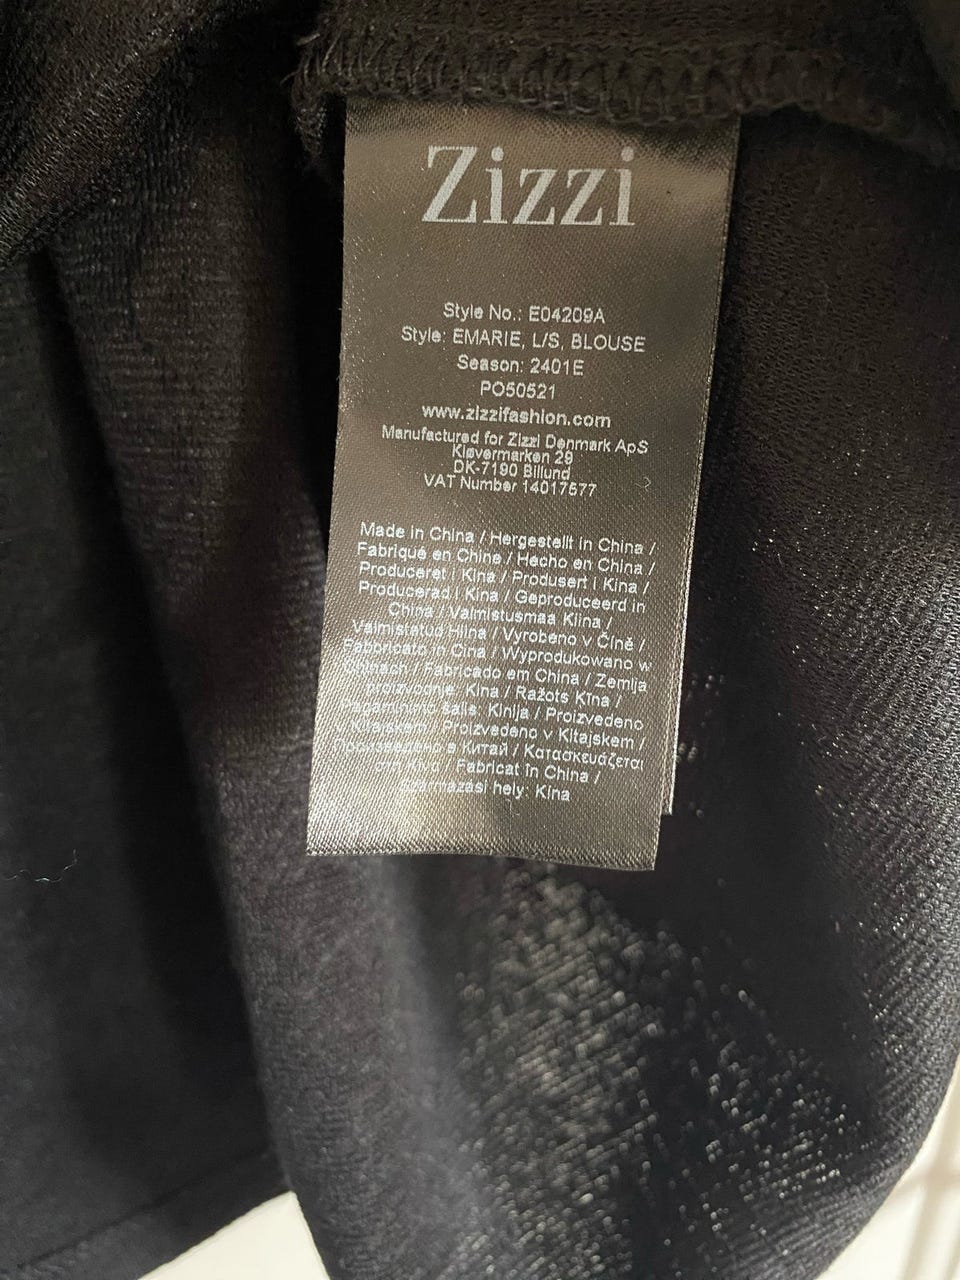 Zizzi
Style No.: E04209A
Style: EMARIE, L/S, BLOUSE
Season: 2401E
PO50521
www.zizzifashion.com
Manufactured for Zizzi Denmark ApS
Kløvermarken 29
DK-7190 Billund
VAT Number 14017577
Made in China / Hergestellt in China /
Fabriqué en Chine / Hecho en China /
Produceret i Kina / Produsert i Kina /
Producerad i Kina / Geproduceerd in
China / Valmistusmaa Kiina /
Valmistatud Hiina / Vyrobeno v Číně /
Fabbricato in Cina / Wyprodukowano w
Chinach / Fabricado em China / Zemlja
proizvodnje: Kina / Ražots Ķīna /
šalis: Kinija / Proizvedeno
Kitajskem / Proizvedeno v Kitajskem /
Произведено в Китай / Κατασκευάζεται
/ Fabricat în China /
Származási hely: Kína